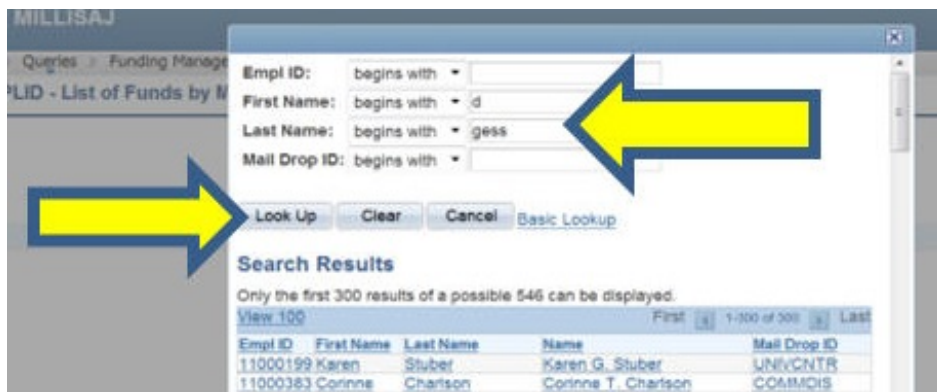 MILLISAJ
Queries > Funding Manage
PLID - List of Funds by M
Empl ID: begins with
First Name: begins with d
Last Name: begins with gess
Mail Drop ID: begins with
Look Up Clear Cancel Basic Lookup
Search Results
Only the first 300 results of a possible 546 can be displayed.
View 100 First 1-300 of 300 Last
Empl ID First Name Last Name Name Mail Drop ID
11000199 Karen Stuber Karen G. Stuber UNIVCNTR
11000383 Corinne Charlson Corinne T. Charlson COMMDIS